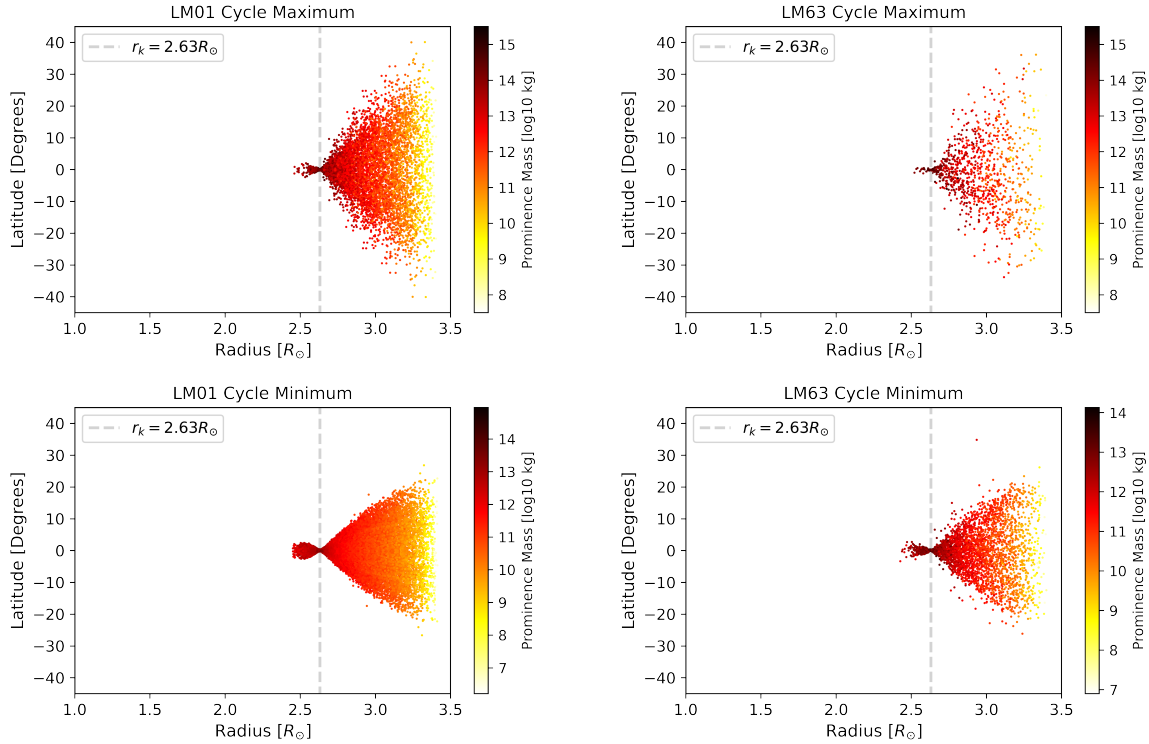 LM01 Cycle Maximum
r_k = 2.63R_⊙
40
30
20
10
0
−10
−20
−30
−40
Latitude [Degrees]
1.0 1.5 2.0 2.5 3.0 3.5
Radius [R_⊙]
15
14
13
12
11
10
9
8
Prominence Mass [log10 kg]
LM63 Cycle Maximum
r_k = 2.63R_⊙
40
30
20
10
0
−10
−20
−30
−40
Latitude [Degrees]
1.0 1.5 2.0 2.5 3.0 3.5
Radius [R_⊙]
15
14
13
12
11
10
9
8
Prominence Mass [log10 kg]
LM01 Cycle Minimum
r_k = 2.63R_⊙
40
30
20
10
0
−10
−20
−30
−40
Latitude [Degrees]
1.0 1.5 2.0 2.5 3.0 3.5
Radius [R_⊙]
14
13
12
11
10
9
8
7
Prominence Mass [log10 kg]
LM63 Cycle Minimum
r_k = 2.63R_⊙
40
30
20
10
0
−10
−20
−30
−40
Latitude [Degrees]
1.0 1.5 2.0 2.5 3.0 3.5
Radius [R_⊙]
14
13
12
11
10
9
8
7
Prominence Mass [log10 kg]